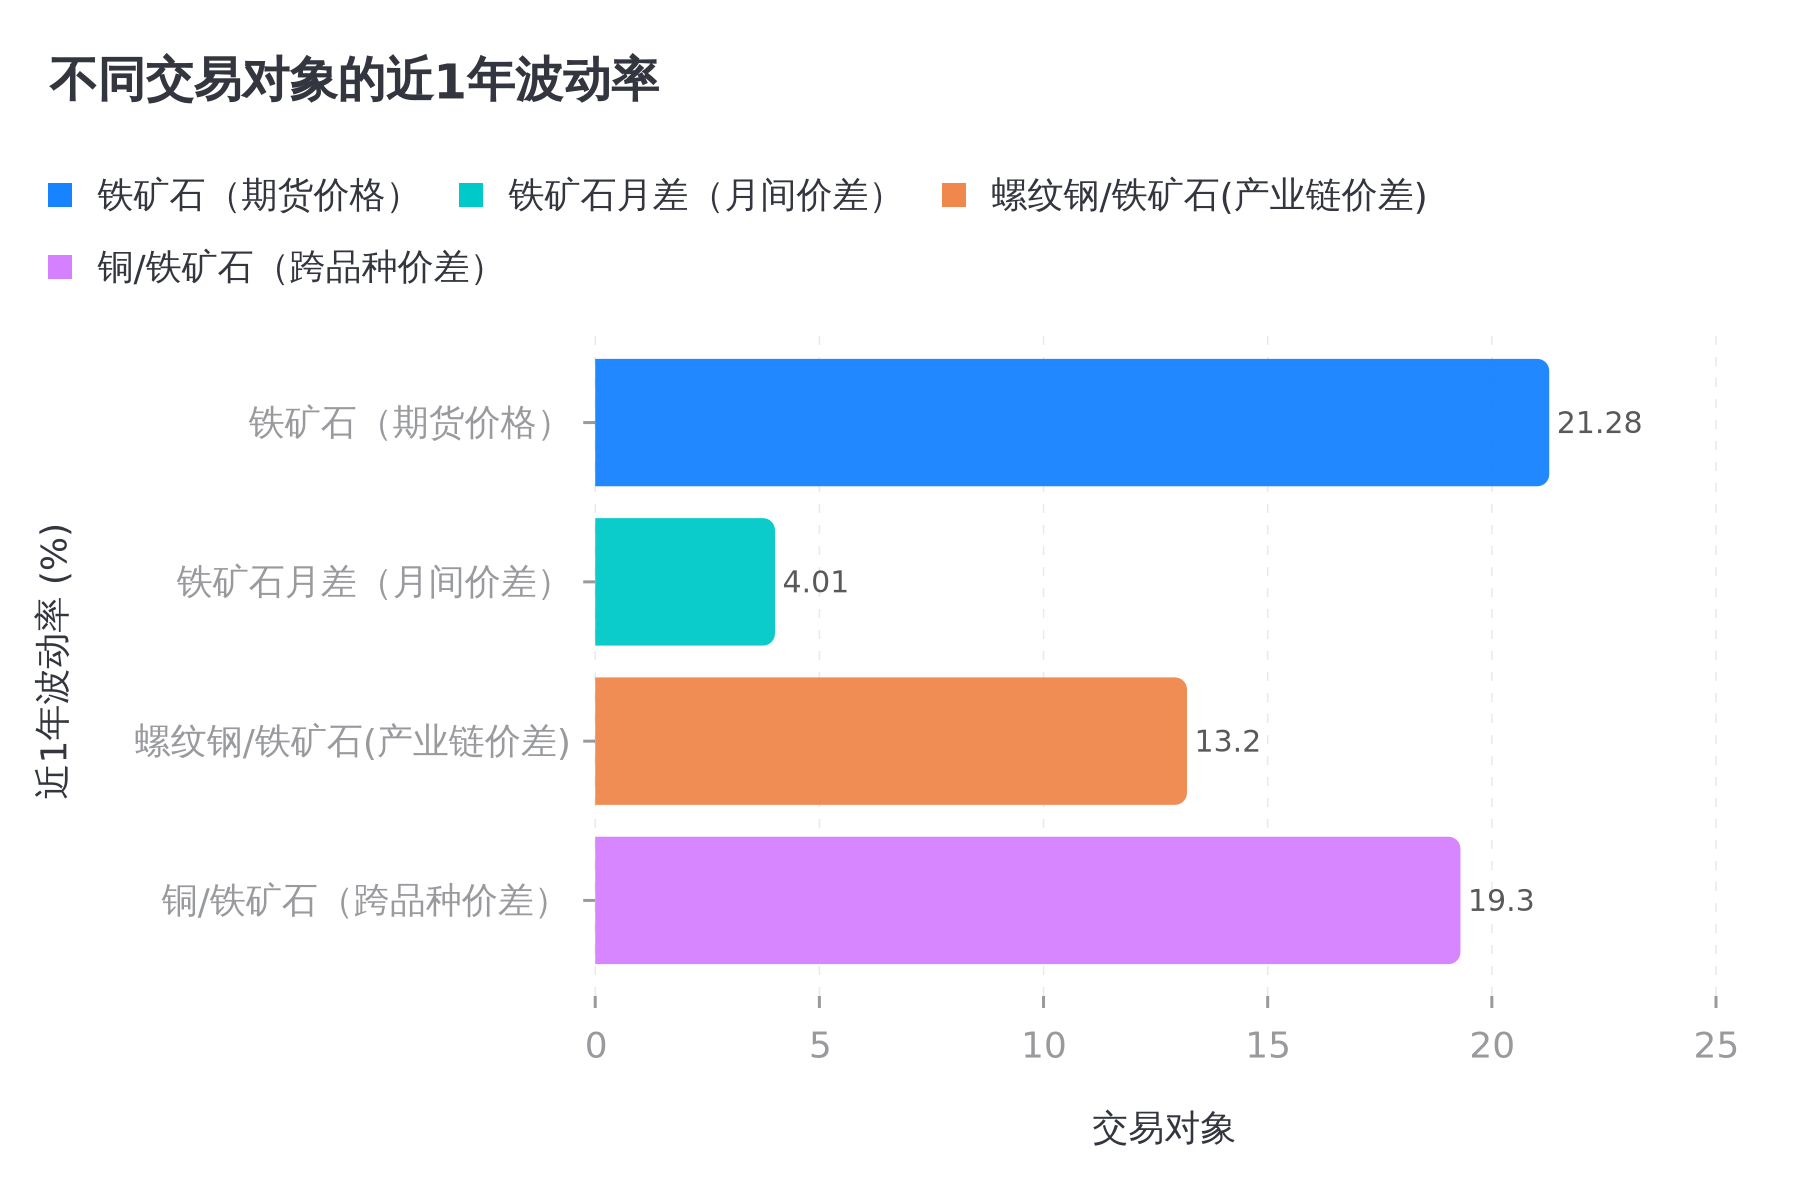 不同交易对象的近1年波动率
铁矿石（期货价格） 铁矿石月差（月间价差） 螺纹钢/铁矿石(产业链价差)
铜/铁矿石（跨品种价差）
近1年波动率 (%)
铁矿石（期货价格） 21.28
铁矿石月差（月间价差） 4.01
螺纹钢/铁矿石(产业链价差) 13.2
铜/铁矿石（跨品种价差） 19.3
0 5 10 15 20 25
交易对象